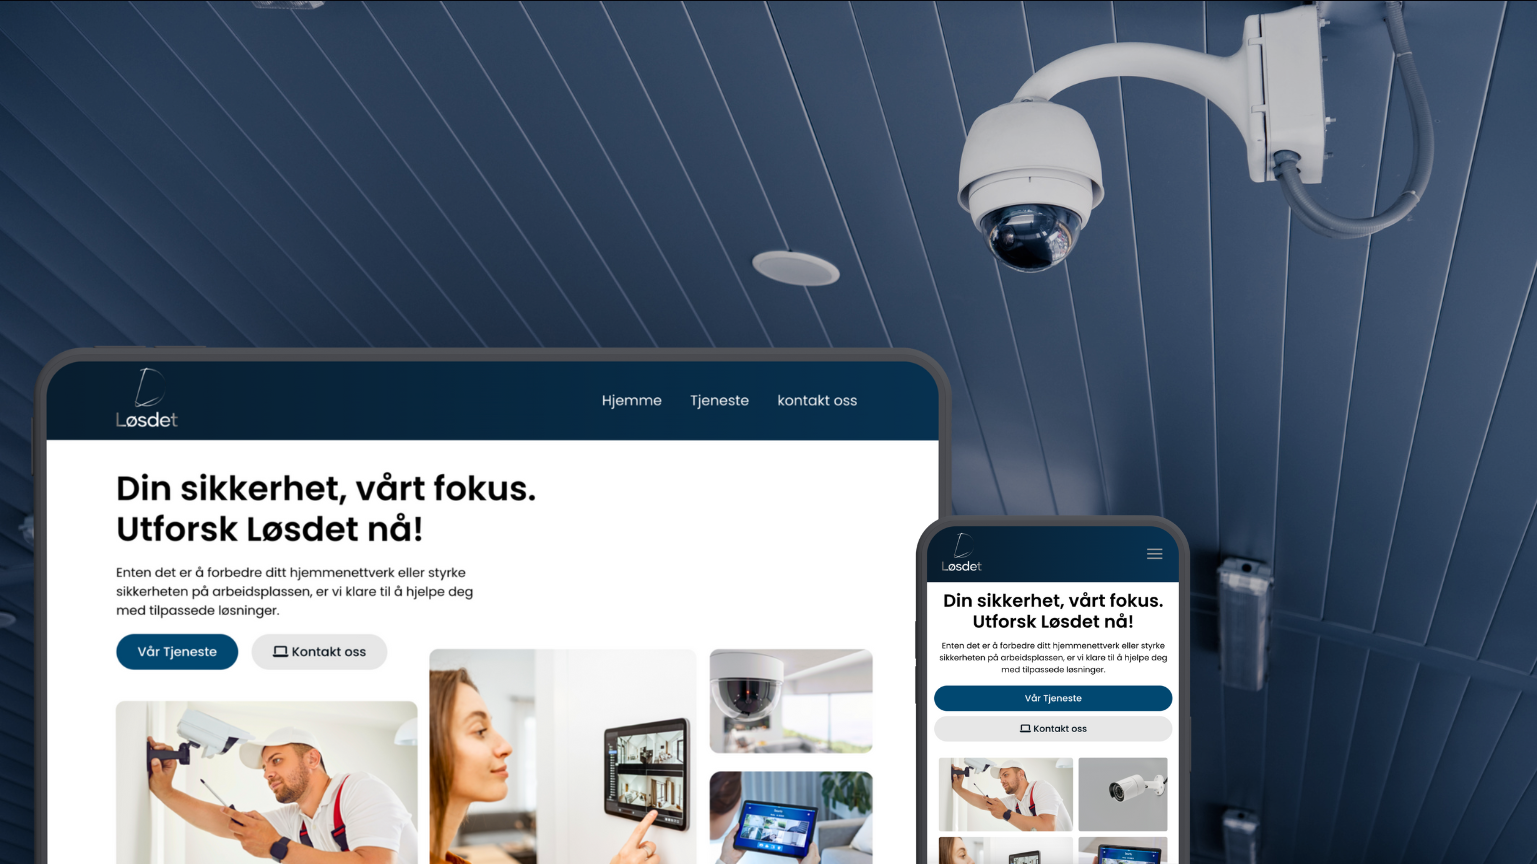 Løsdet
Hjemme Tjeneste kontakt oss
Din sikkerhet, vårt fokus.
Utforsk Løsdet nå!
Enten det er å forbedre ditt hjemmenettverk eller styrke
sikkerheten på arbeidsplassen, er vi klare til å hjelpe deg
med tilpassede løsninger.
Vår Tjeneste
Kontakt oss
Løsdet
Din sikkerhet, vårt fokus.
Utforsk Løsdet nå!
Enten det er å forbedre ditt hjemmenettverk eller styrke
sikkerheten på arbeidsplassen, er vi klare til å hjelpe deg
med tilpassede løsninger.
Vår Tjeneste
Kontakt oss